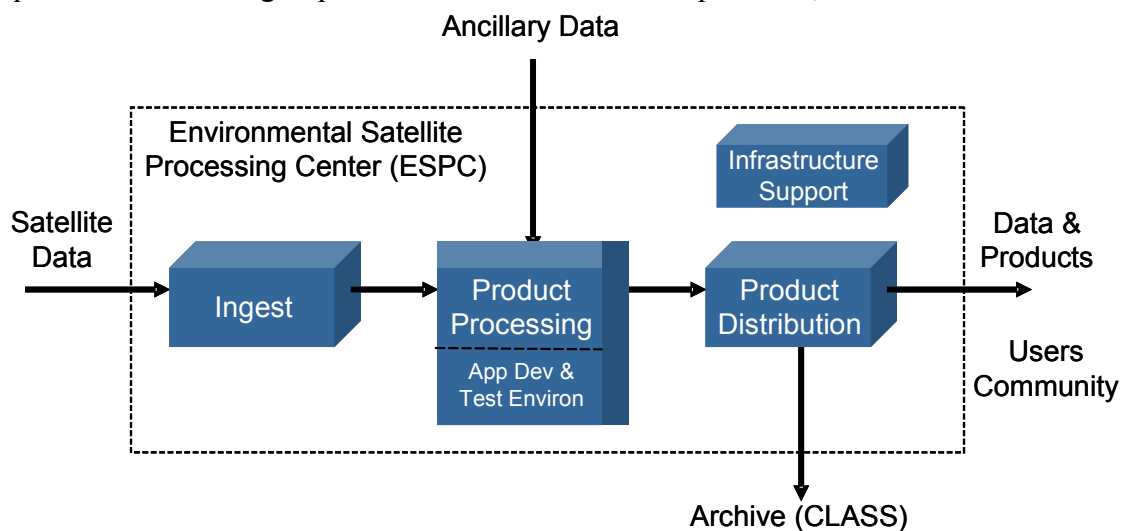 Ancillary Data
Environmental Satellite
Processing Center (ESPC)
Infrastructure
Support
Satellite
Data
Ingest
Product
Processing
App Dev &
Test Environ
Product
Distribution
Data &
Products
Users
Community
Archive (CLASS)